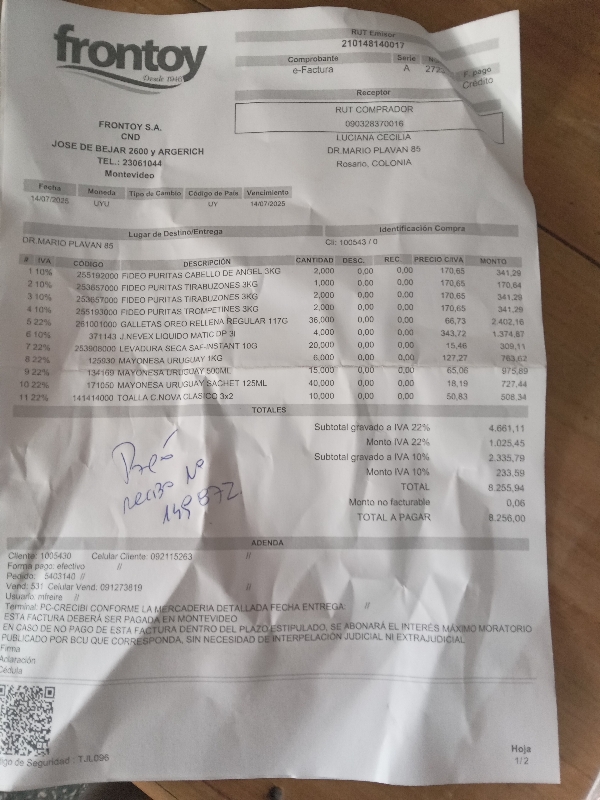 frontoy
Desde 1946
RUT Emisor
210148140017
Comprobante Serie
e-Factura A
F. pago
Crédito
Receptor
RUT COMPRADOR
090328370016
LUCIANA CECILIA
DR.MARIO PLAVAN 85
Rosario, COLONIA
FRONTOY S.A.
CND
JOSE DE BEJAR 2600 y ARGERICH
TEL.: 23061044
Montevideo
Fecha Moneda Tipo de Cambio Código de País Vencimiento
14/07/2025 UYU UY 14/07/2025
Lugar de Destino/Entrega Identificación Compra
DR.MARIO PLAVAN 85 Cli: 100543 / 0
# IVA CÓDIGO DESCRIPCIÓN CANTIDAD DESC. REC. PRECIO C/IVA MONTO
1 10% 255192000 FIDEO PURITAS CABELLO DE ANGEL 3KG 2,000 0,00 0,00 170,65 341,29
2 10% 253657000 FIDEO PURITAS TIRABUZONES 3KG 1,000 0,00 0,00 170,65 170,64
3 10% 253657000 FIDEO PURITAS TIRABUZONES 3KG 2,000 0,00 0,00 170,65 341,29
4 10% 255193000 FIDEO PURITAS TROMPETINES 3KG 2,000 0,00 0,00 170,65 341,29
5 22% 261001000 GALLETAS OREO RELLENA REGULAR 117G 36,000 0,00 0,00 66,73 2.402,16
6 10% 371143 J.NEVEX LIQUIDO MATIC DP 3l 4,000 0,00 0,00 343,72 1.374,87
7 22% 253908000 LEVADURA SECA SAF-INSTANT 10G 20,000 0,00 0,00 15,46 309,11
8 22% 125930 MAYONESA URUGUAY 1KG 6,000 0,00 0,00 127,27 763,62
9 22% 134169 MAYONESA URUGUAY 500ML 15,000 0,00 0,00 65,06 975,89
10 22% 171050 MAYONESA URUGUAY SACHET 125ML 40,000 0,00 0,00 18,19 727,44
11 22% 141414000 TOALLA C.NOVA CLASICO 3x2 10,000 0,00 0,00 50,83 508,34
TOTALES
Subtotal gravado a IVA 22% 4.661,11
Monto IVA 22% 1.025,45
Subtotal gravado a IVA 10% 2.335,79
Monto IVA 10% 233,59
TOTAL 8.255,94
Monto no facturable 0,06
TOTAL A PAGAR 8.256,00
recibo Nº
149872
ADENDA
Cliente: 1005430 Celular Cliente: 092115263 //
Forma pago: efectivo //
Pedido: 5403140 //
Vend: 531 Celular Vend: 091273819 //
Usuario: mfreire //
Terminal: PC-CRECIBI CONFORME LA MERCADERIA DETALLADA FECHA ENTREGA: //
ESTA FACTURA DEBERÁ SER PAGADA EN MONTEVIDEO
EN CASO DE NO PAGO DE ESTA FACTURA DENTRO DEL PLAZO ESTIPULADO, SE ABONARÁ EL INTERÉS MÁXIMO MORATORIO
PUBLICADO POR BCU QUE CORRESPONDA, SIN NECESIDAD DE INTERPELACIÓN JUDICIAL NI EXTRAJUDICIAL
Firma
Aclaración
Cédula
Seguridad : TJL096
Hoja
1/2